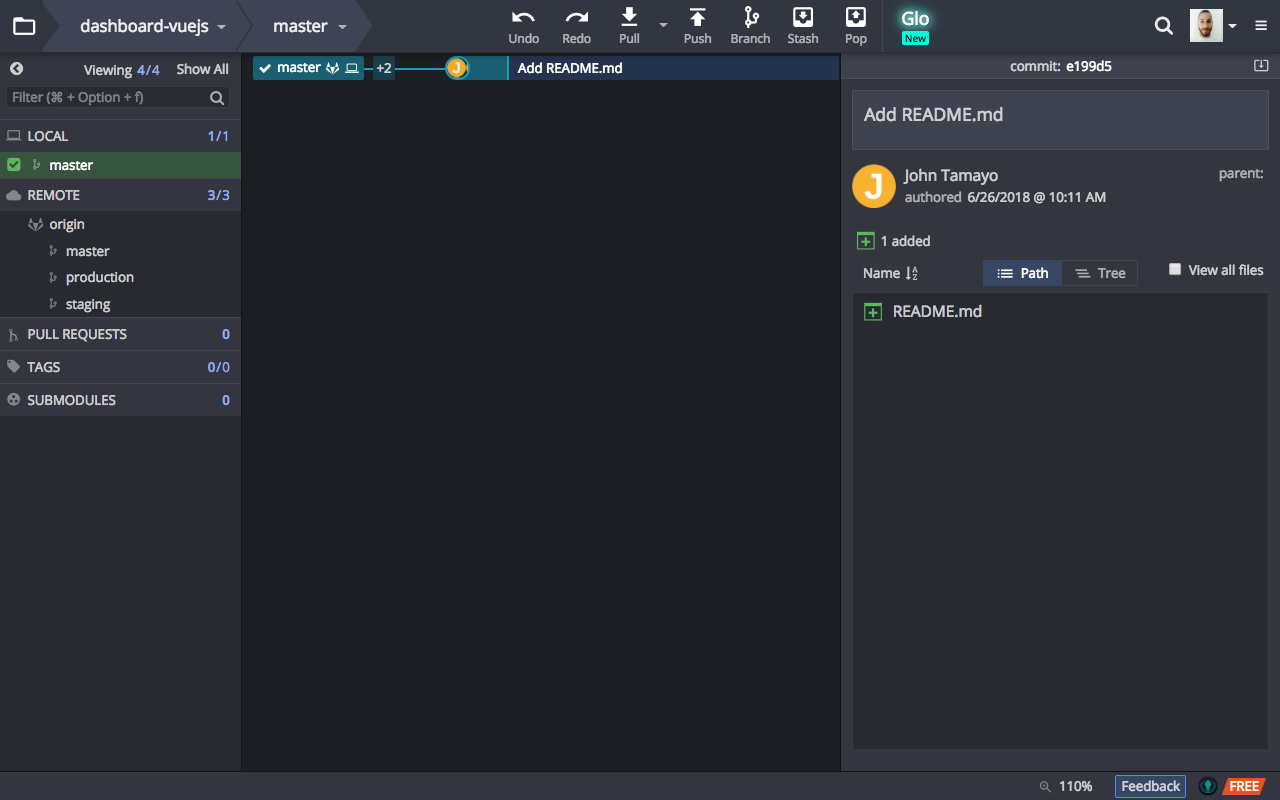 dashboard-vuejs
master
Undo
Redo
Pull
Push
Branch
Stash
Pop
Glo
New
Viewing 4/4 Show All
Filter (⌘ + Option + f)
LOCAL 1/1
master
REMOTE 3/3
origin
master
production
staging
PULL REQUESTS 0
TAGS 0/0
SUBMODULES 0
master +2 J Add README.md
commit: e199d5
Add README.md
J
John Tamayo parent:
authored 6/26/2018 @ 10:11 AM
1 added
Name Path Tree View all files
README.md
110% Feedback FREE